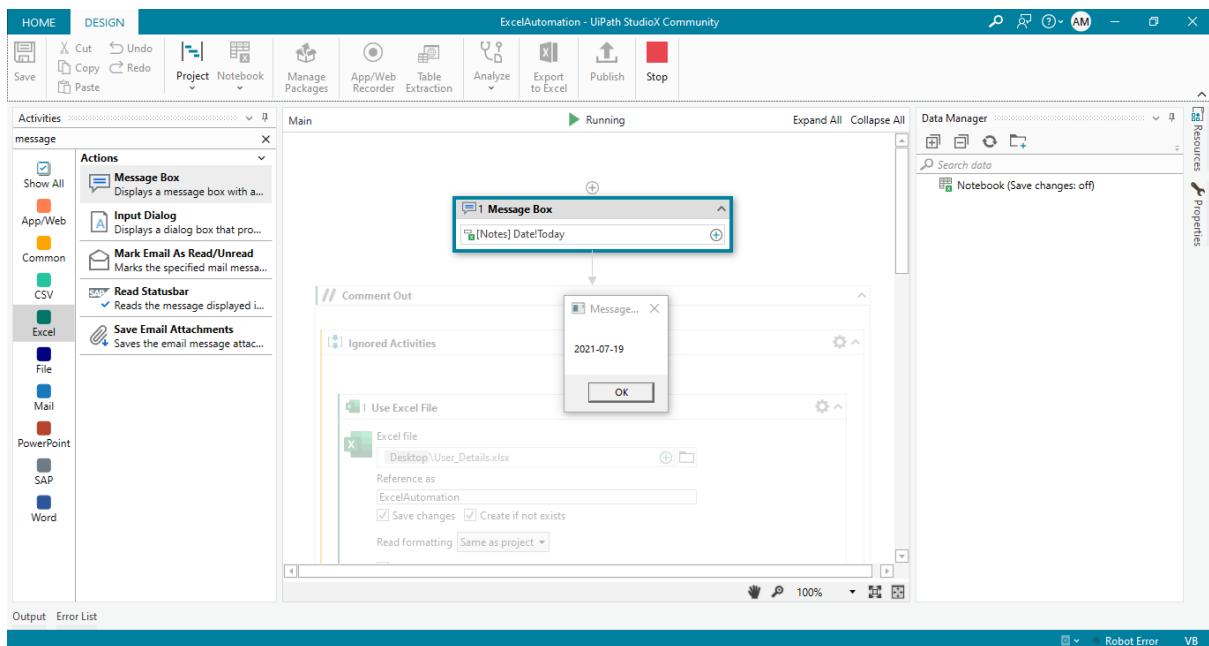 HOME DESIGN ExcelAutomation - UiPath StudioX Community AM
Save
Cut Undo
Copy Redo
Paste
Project Notebook
Manage Packages
App/Web Recorder
Table Extraction
Analyze
Export to Excel
Publish
Stop
Activities
message
Show All
App/Web
Common
CSV
Excel
File
Mail
PowerPoint
SAP
Word
Actions
Message Box
Displays a message box with a...
Input Dialog
Displays a dialog box that pro...
Mark Email As Read/Unread
Marks the specified mail messa...
SAP Read Statusbar
Reads the message displayed i...
Save Email Attachments
Saves the email message attac...
Main Running Expand All Collapse All
1 Message Box
[Notes] Date!Today
// Comment Out
Message...
2021-07-19
OK
Ignored Activities
1 Use Excel File
Excel file
Desktop\User_Details.xlsx
Reference as
ExcelAutomation
Save changes Create if not exists
Read formatting Same as project
100%
Data Manager
Search data
Notebook (Save changes: off)
Resources
Properties
Output Error List
Robot Error VB